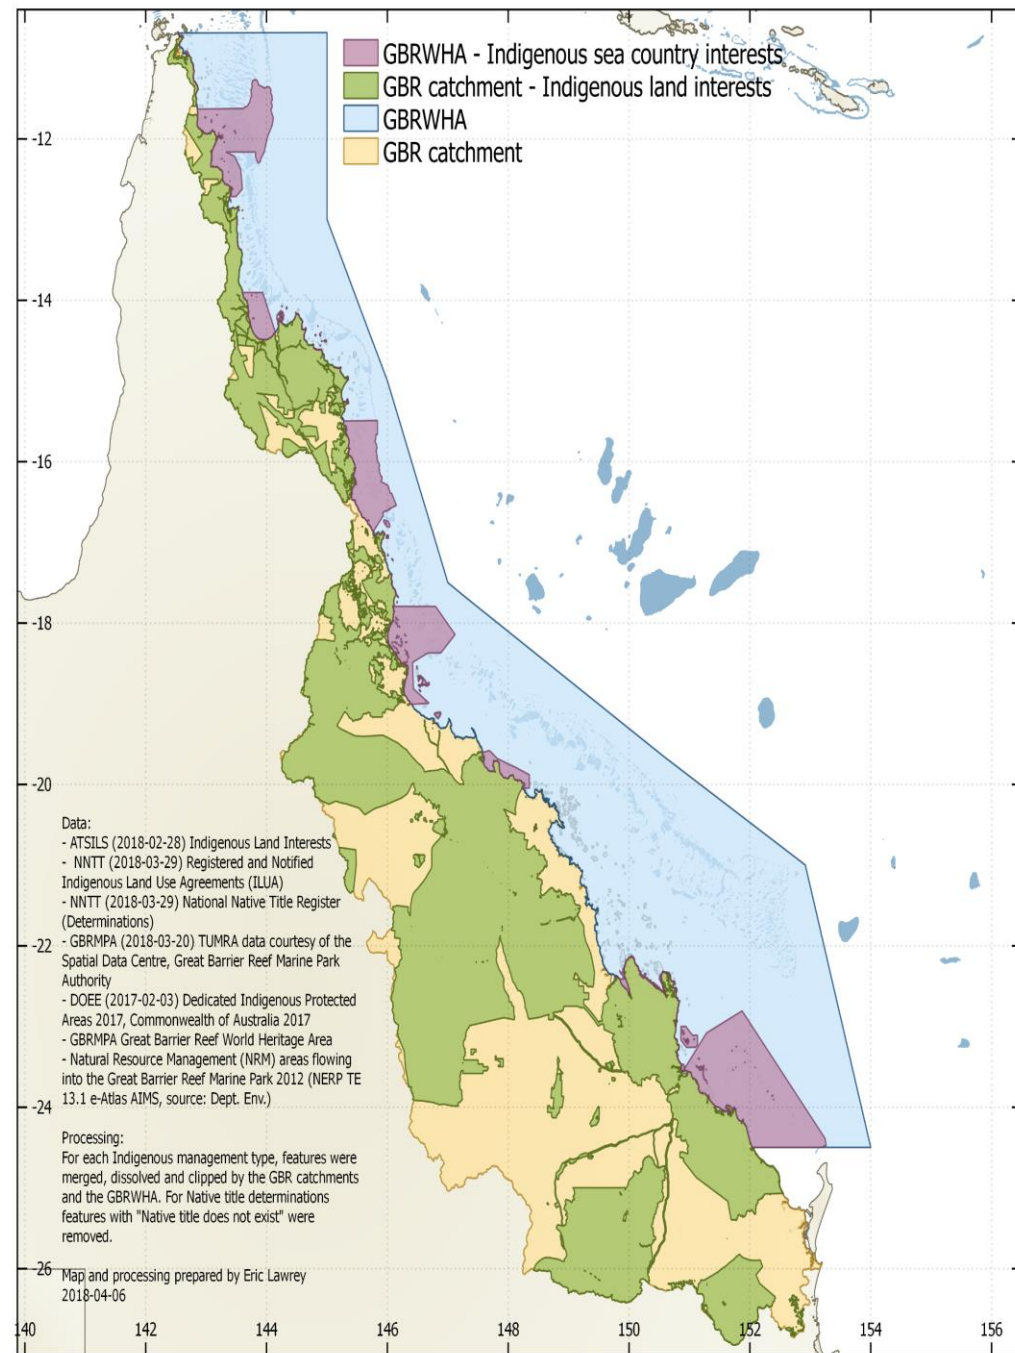 GBRWHA - Indigenous sea country interests
GBR catchment - Indigenous land interests
GBRWHA
GBR catchment
-12
-14
-16
-18
-20
-22
-24
-26
Data:
- ATSILS (2018-02-28) Indigenous Land Interests
- NNTT (2018-03-29) Registered and Notified
Indigenous Land Use Agreements (ILUA)
- NNTT (2018-03-29) National Native Title Register
(Determinations)
- GBRMPA (2018-03-20) TUMRA data courtesy of the
Spatial Data Centre, Great Barrier Reef Marine Park
Authority
- DOEE (2017-02-03) Dedicated Indigenous Protected
Areas 2017, Commonwealth of Australia 2017
- GBRMPA Great Barrier Reef World Heritage Area
- Natural Resource Management (NRM) areas flowing
into the Great Barrier Reef Marine Park 2012 (NERP TE
13.1 e-Atlas AIMS, source: Dept. Env.)
Processing:
For each Indigenous management type, features were
merged, dissolved and clipped by the GBR catchments
and the GBRWHA. For Native title determinations
features with "Native title does not exist" were
removed.
Map and processing prepared by Eric Lawrey
2018-04-06
140 142 144 146 148 150 152 154 156